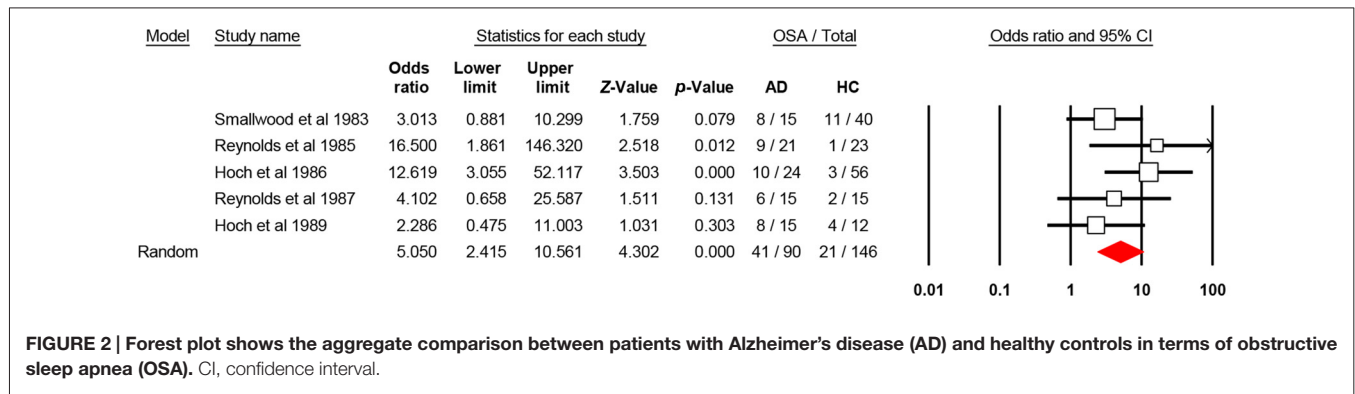 Model Study name Statistics for each study OSA / Total Odds ratio and 95% CI
Odds Lower Upper
ratio limit limit Z-Value p-Value AD HC
Smallwood et al 1983 3.013 0.881 10.299 1.759 0.079 8 / 15 11 / 40
Reynolds et al 1985 16.500 1.861 146.320 2.518 0.012 9 / 21 1 / 23
Hoch et al 1986 12.619 3.055 52.117 3.503 0.000 10 / 24 3 / 56
Reynolds et al 1987 4.102 0.658 25.587 1.511 0.131 6 / 15 2 / 15
Hoch et al 1989 2.286 0.475 11.003 1.031 0.303 8 / 15 4 / 12
Random 5.050 2.415 10.561 4.302 0.000 41 / 90 21 / 146
0.01 0.1 1 10 100
FIGURE 2 | Forest plot shows the aggregate comparison between patients with Alzheimer's disease (AD) and healthy controls in terms of obstructive
sleep apnea (OSA). CI, confidence interval.